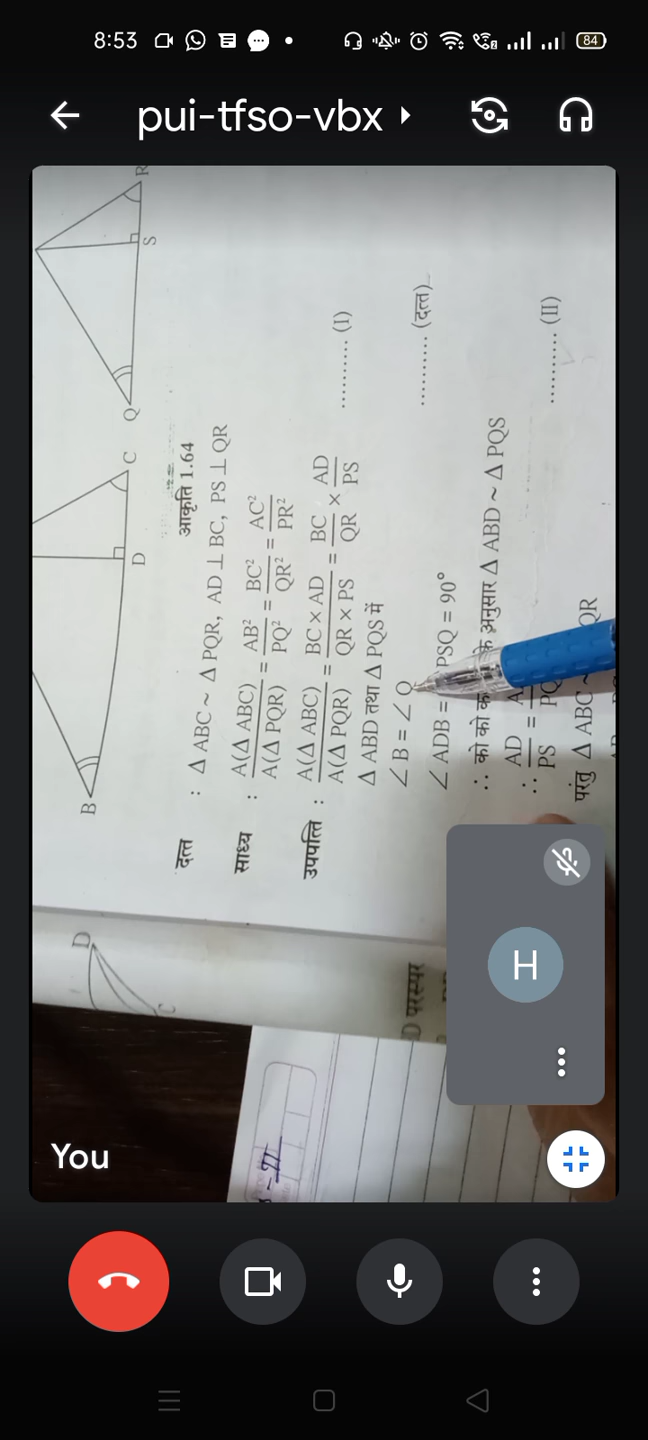 8:53
84
pui-tfso-vbx
R
S
Q
C
D
B
आकृति 1.64
दत्त : Δ ABC ~ Δ PQR, AD ⊥ BC, PS ⊥ QR
साध्य : A(Δ ABC) / A(Δ PQR) = AB² / PQ² = BC² / QR² = AC² / PR²
उपपत्ति : A(Δ ABC) / A(Δ PQR) = BC × AD / QR × PS = BC / QR × AD / PS .......... (I)
Δ ABD तथा Δ PQS में
∠ B = ∠ Q .......... (दत्त)
∠ ADB = PSQ = 90°
∴ को को के अनुसार Δ ABD ~ Δ PQS
∴ AD / PS = .......... (II)
परंतु Δ ABC ~ QR
D
C
D परस्पर
H
You